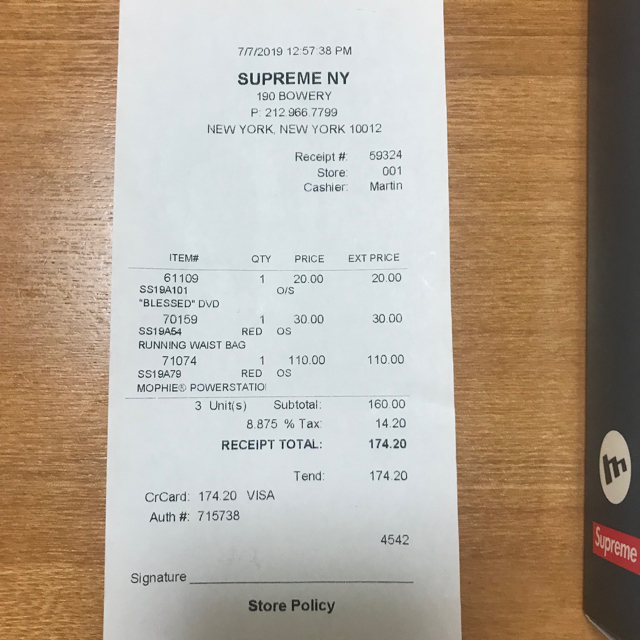 7/7/2019 12:57:38 PM
SUPREME NY
190 BOWERY
P: 212.966.7799
NEW YORK, NEW YORK 10012
Receipt #: 59324
Store: 001
Cashier: Martin
ITEM# QTY PRICE EXT PRICE
61109 1 20.00 20.00
SS19A101 O/S
"BLESSED" DVD
70159 1 30.00 30.00
SS19A54 RED OS
RUNNING WAIST BAG
71074 1 110.00 110.00
SS19A79 RED OS
MOPHIE® POWERSTATIO
3 Unit(s) Subtotal: 160.00
8.875 % Tax: 14.20
RECEIPT TOTAL: 174.20
Tend: 174.20
CrCard: 174.20 VISA
Auth #: 715738
4542
Signature
Store Policy
Supreme